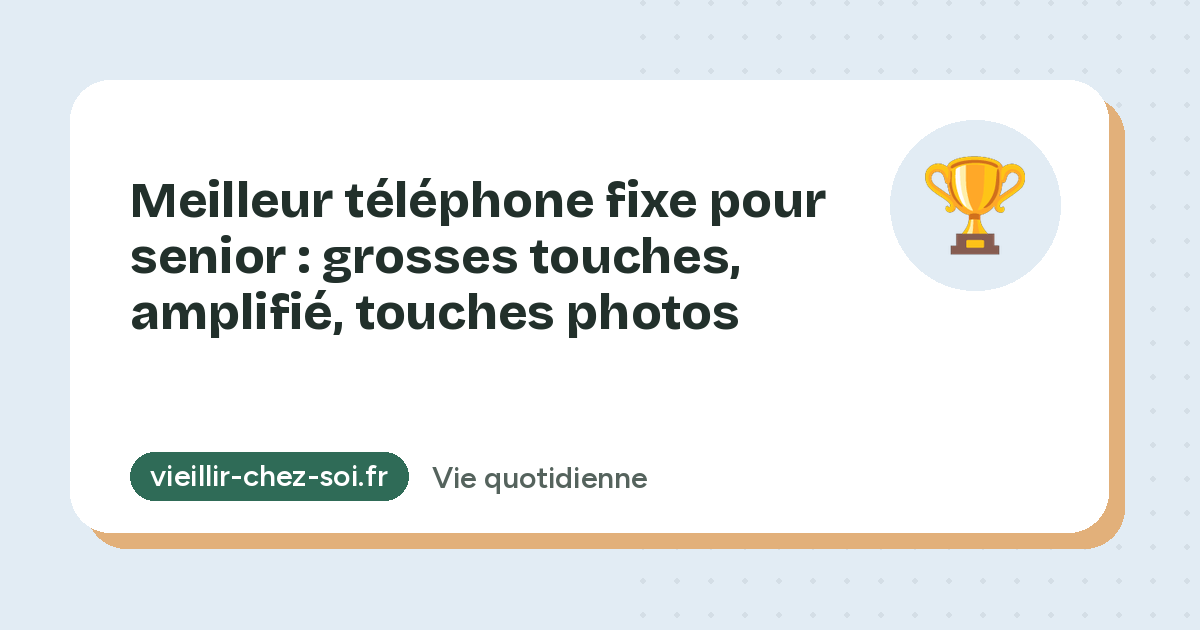 Meilleur téléphone fixe pour
senior : grosses touches,
amplifié, touches photos
vieillir-chez-soi.fr
Vie quotidienne